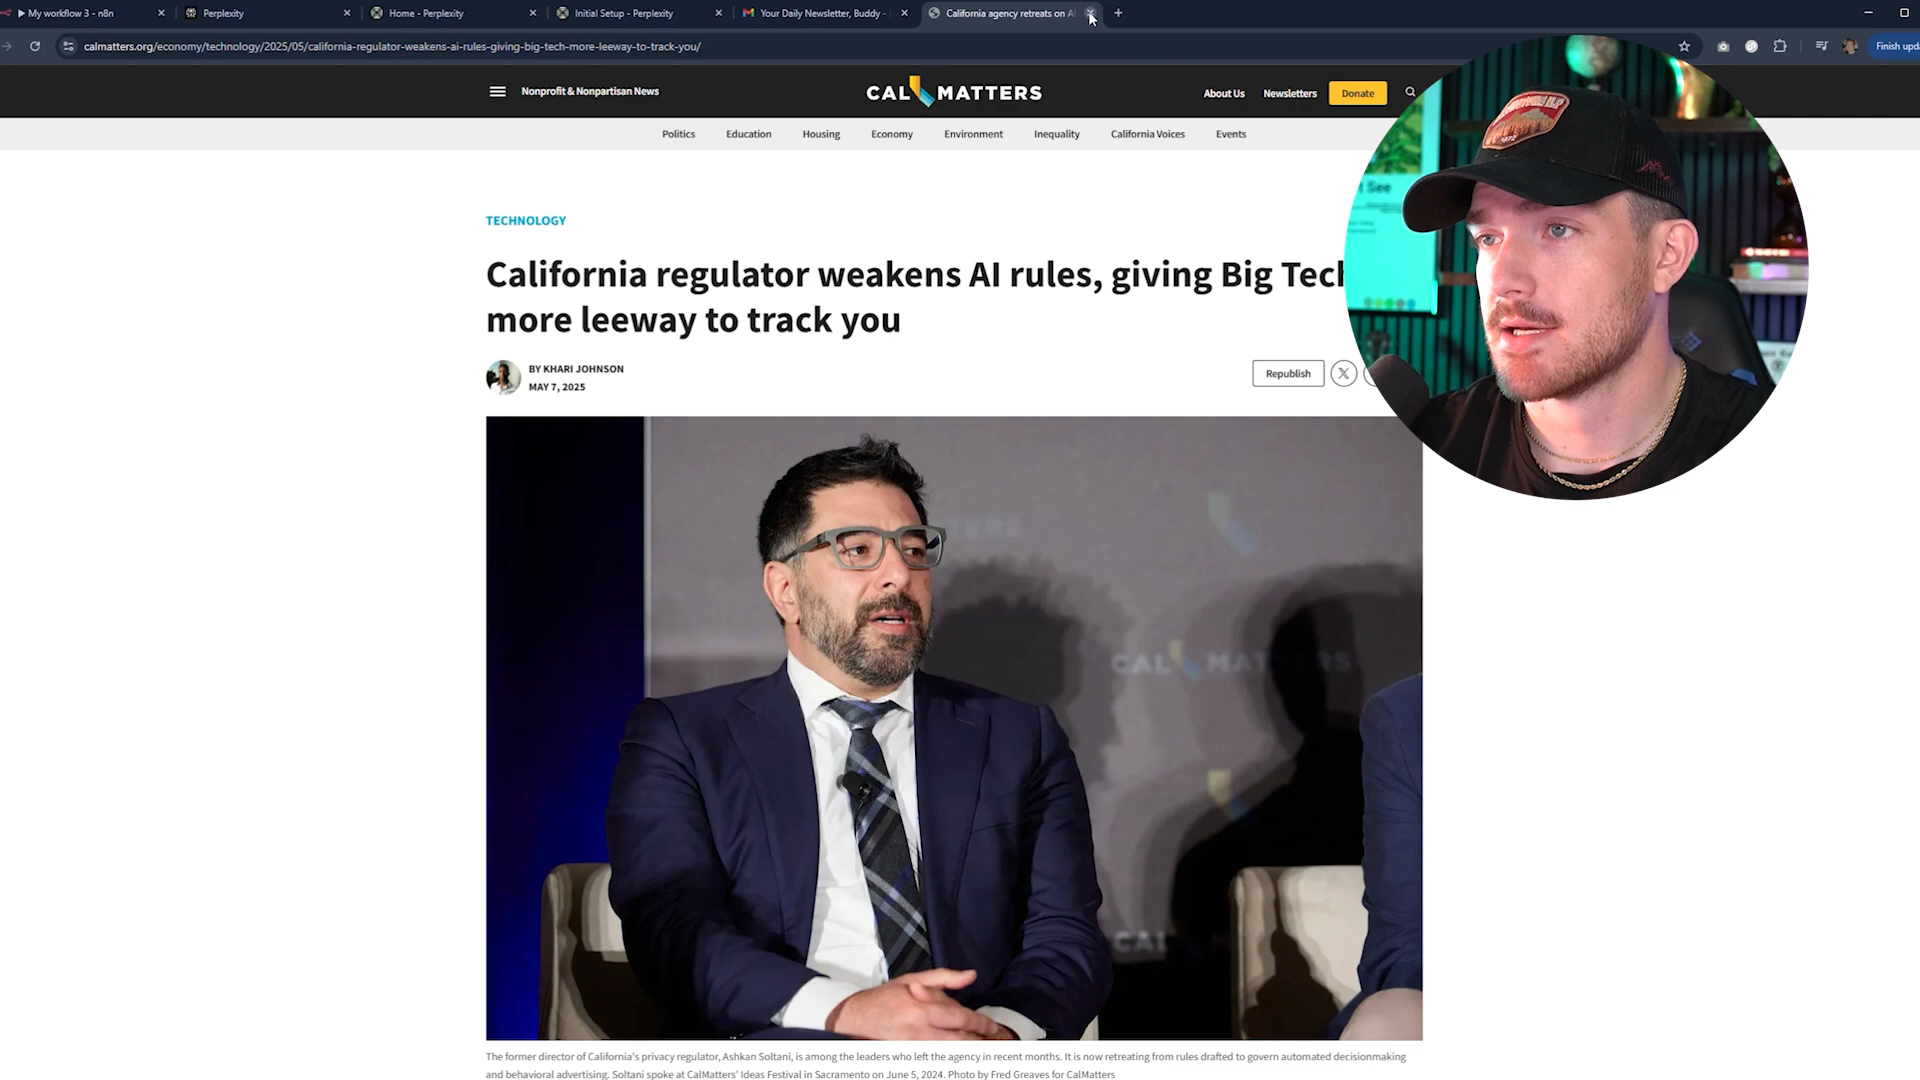 My workflow 3 - n8n
Perplexity
Home - Perplexity
Initial Setup - Perplexity
Your Daily Newsletter, Buddy -
California agency retreats on AI
calmatters.org/economy/technology/2025/05/california-regulator-weakens-ai-rules-giving-big-tech-more-leeway-to-track-you/
Finish upda
Nonprofit & Nonpartisan News
CAL MATTERS
About Us
Newsletters
Donate
Politics
Education
Housing
Economy
Environment
Inequality
California Voices
Events
See
TECHNOLOGY
California regulator weakens AI rules, giving Big Tech
more leeway to track you
BY KHARI JOHNSON
MAY 7, 2025
Republish
CAL MATTERS
CAL
The former director of California's privacy regulator, Ashkan Soltani, is among the leaders who left the agency in recent months. It is now retreating from rules drafted to govern automated decisionmaking
and behavioral advertising. Soltani spoke at CalMatters' Ideas Festival in Sacramento on June 5, 2024. Photo by Fred Greaves for CalMatters